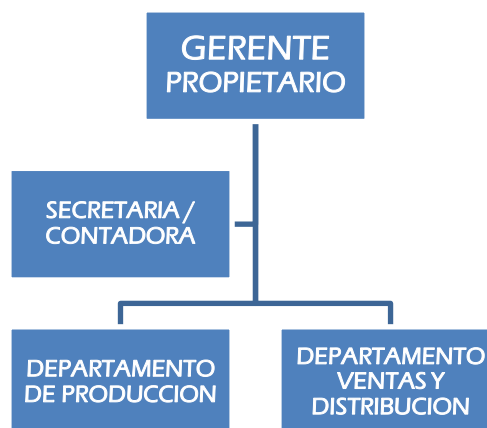 GERENTE
PROPIETARIO
SECRETARIA /
CONTADORA
DEPARTAMENTO
DE PRODUCCION
DEPARTAMENTO
VENTAS Y
DISTRIBUCION